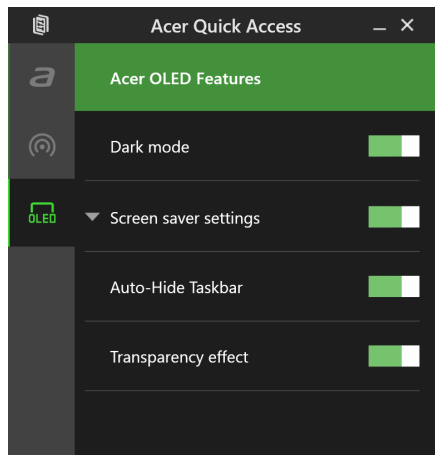 Acer Quick Access
a
Acer OLED Features
Dark mode
OLED
Screen saver settings
Auto-Hide Taskbar
Transparency effect